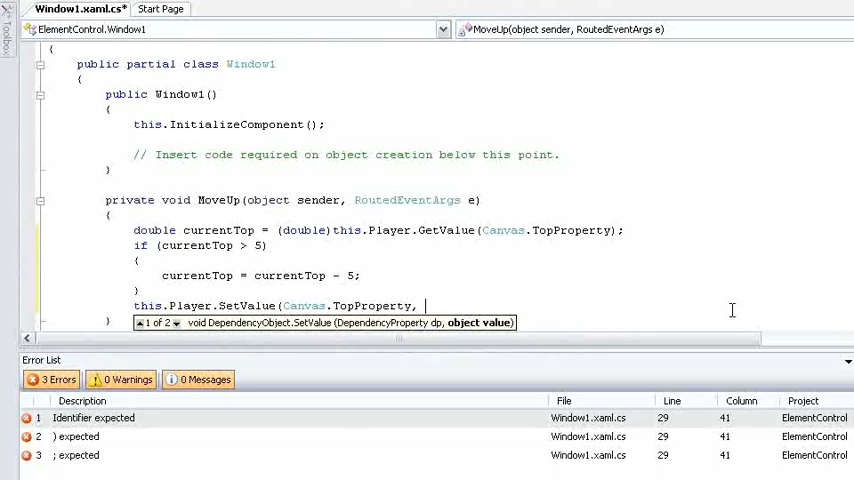 Window1.xaml.cs* Start Page
Toolbox
ElementControl.Window1 MoveUp(object sender, RoutedEventArgs e)
{
public partial class Window1
{
public Window1()
{
this.InitializeComponent();
// Insert code required on object creation below this point.
}
private void MoveUp(object sender, RoutedEventArgs e)
{
double currentTop = (double)this.Player.GetValue(Canvas.TopProperty);
if (currentTop > 5)
{
currentTop = currentTop - 5;
}
this.Player.SetValue(Canvas.TopProperty,
} 1 of 2 void DependencyObject.SetValue (DependencyProperty dp, object value)
Error List
3 Errors 0 Warnings 0 Messages
Description File Line Column Project
1 Identifier expected Window1.xaml.cs 29 41 ElementControl
2 ) expected Window1.xaml.cs 29 41 ElementControl
3 ; expected Window1.xaml.cs 29 41 ElementControl